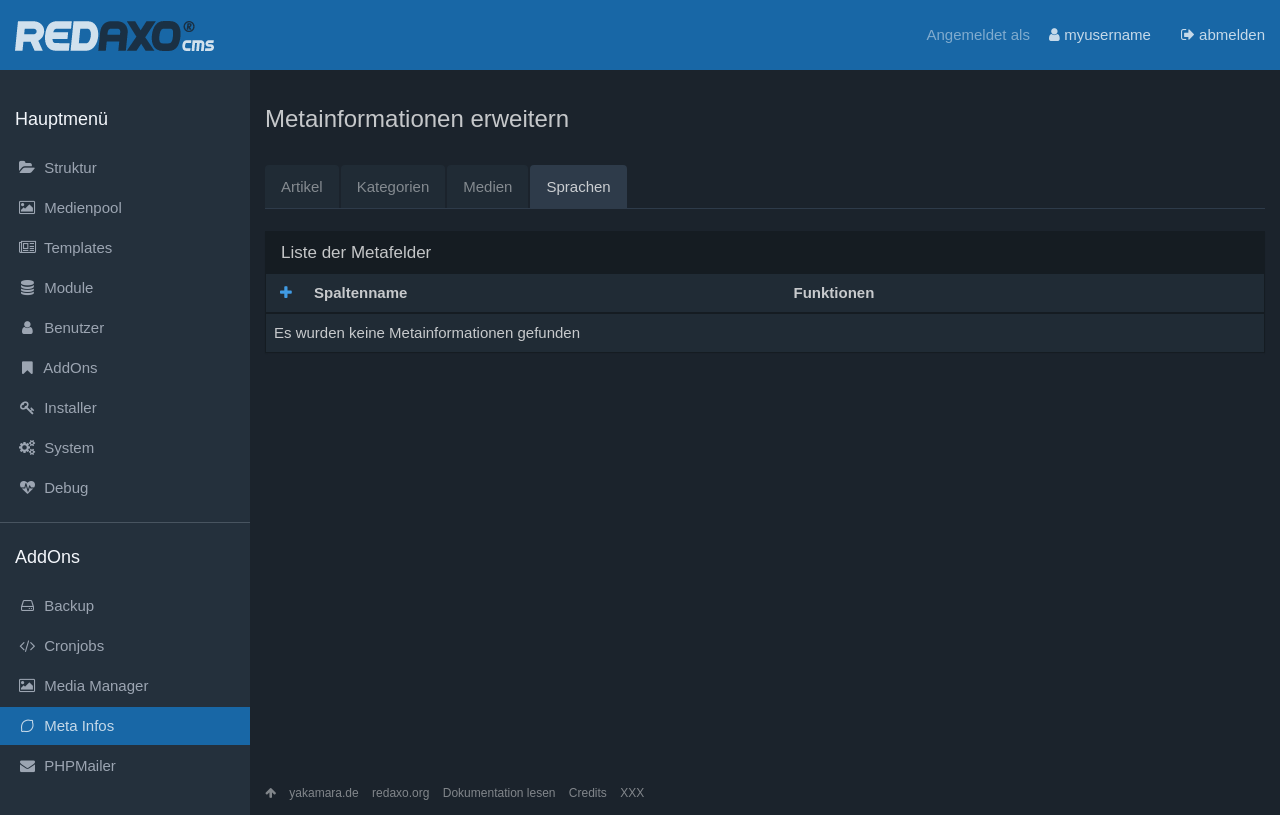 REDAXO® cms
Angemeldet als myusername abmelden
Hauptmenü
Struktur
Medienpool
Templates
Module
Benutzer
AddOns
Installer
System
Debug
AddOns
Backup
Cronjobs
Media Manager
Meta Infos
PHPMailer
Metainformationen erweitern
Artikel Kategorien Medien Sprachen
Liste der Metafelder
Spaltenname Funktionen
Es wurden keine Metainformationen gefunden
yakamara.de redaxo.org Dokumentation lesen Credits XXX